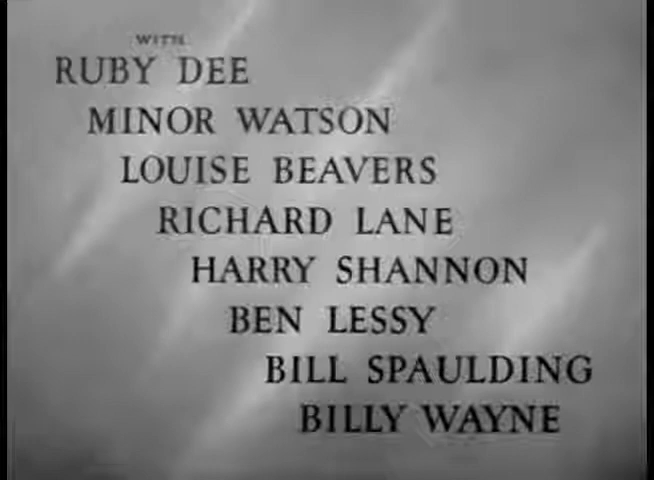 WITH
RUBY DEE
MINOR WATSON
LOUISE BEAVERS
RICHARD LANE
HARRY SHANNON
BEN LESSY
BILL SPAULDING
BILLY WAYNE